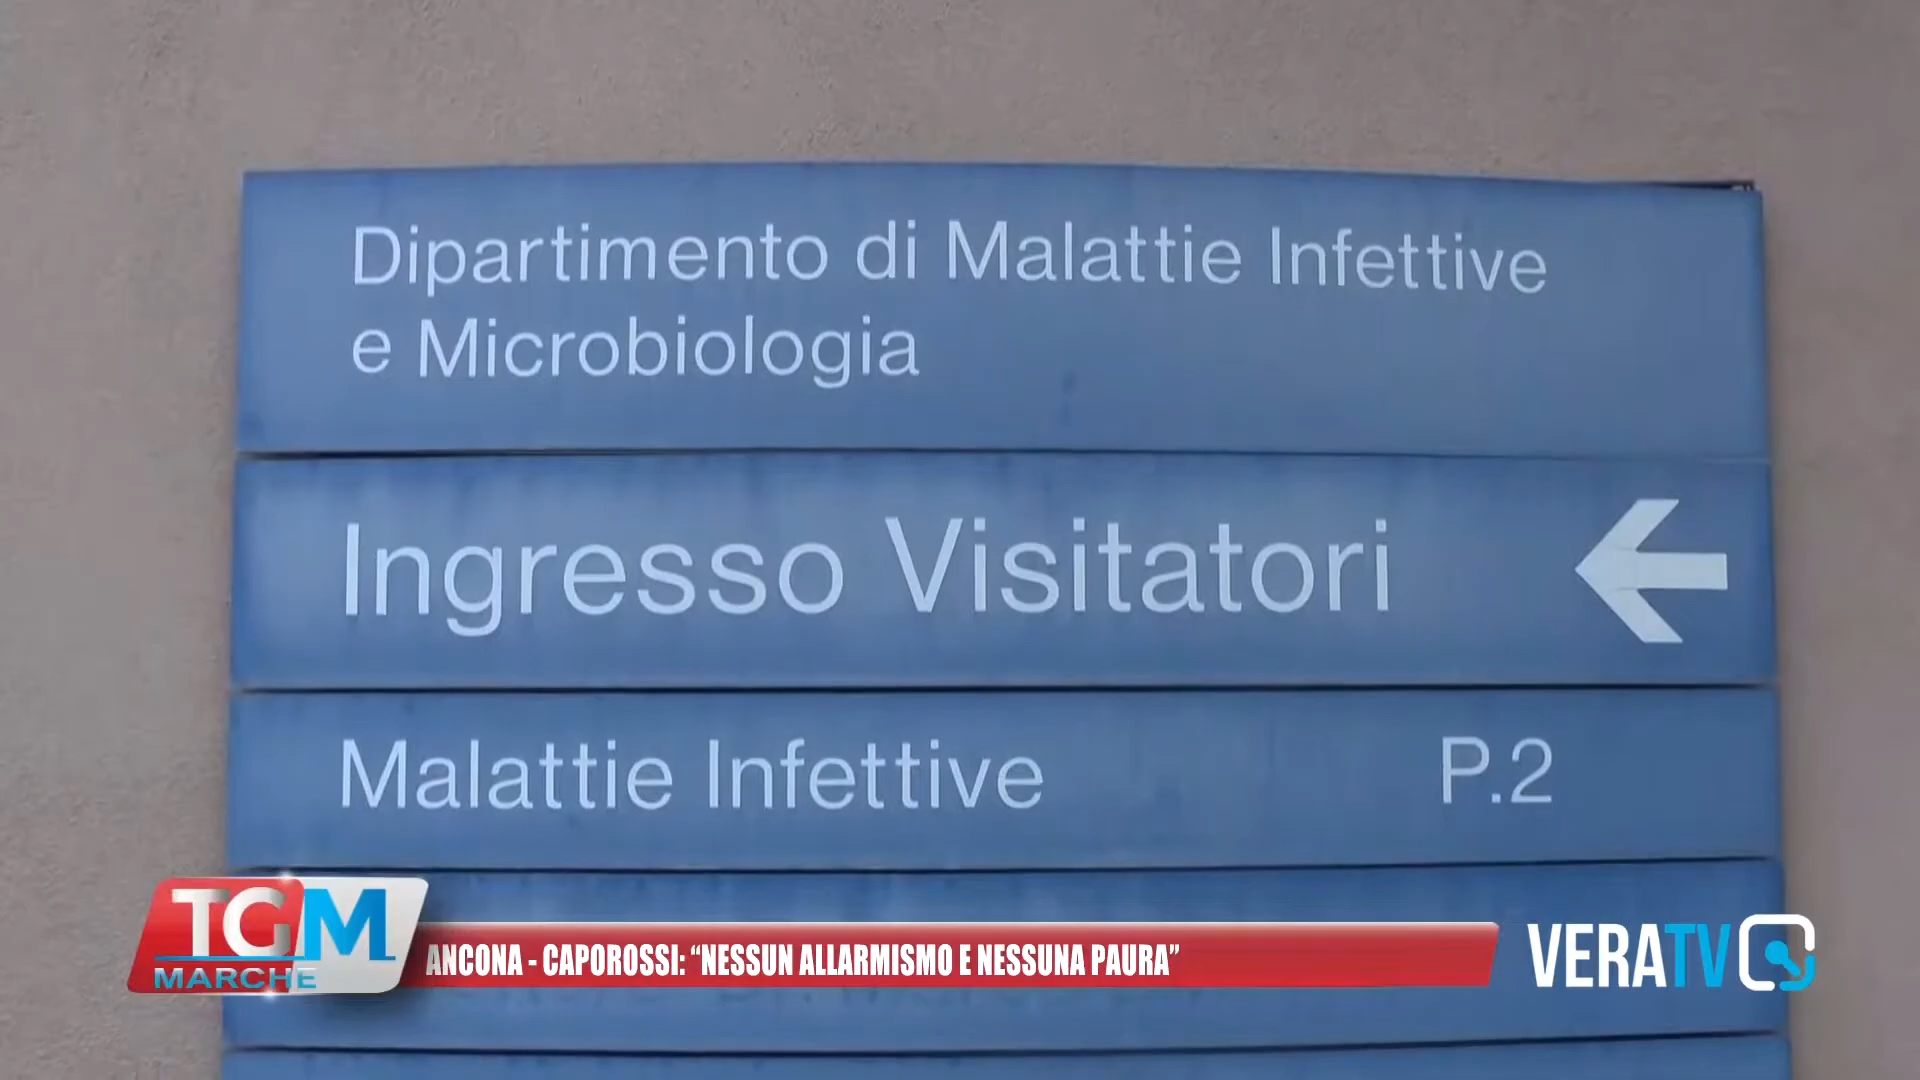 Dipartimento di Malattie Infettive
e Microbiologia
Ingresso Visitatori
Malattie Infettive P.2
TGM
MARCHE
ANCONA - CAPOROSSI: “NESSUN ALLARMISMO E NESSUNA PAURA”
VERATV